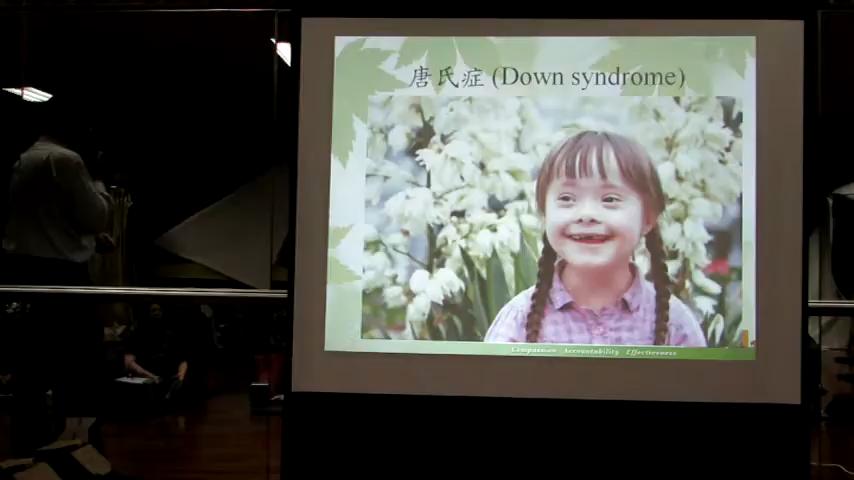 唐氏症 (Down syndrome)
Compassion Accountability Effectiveness